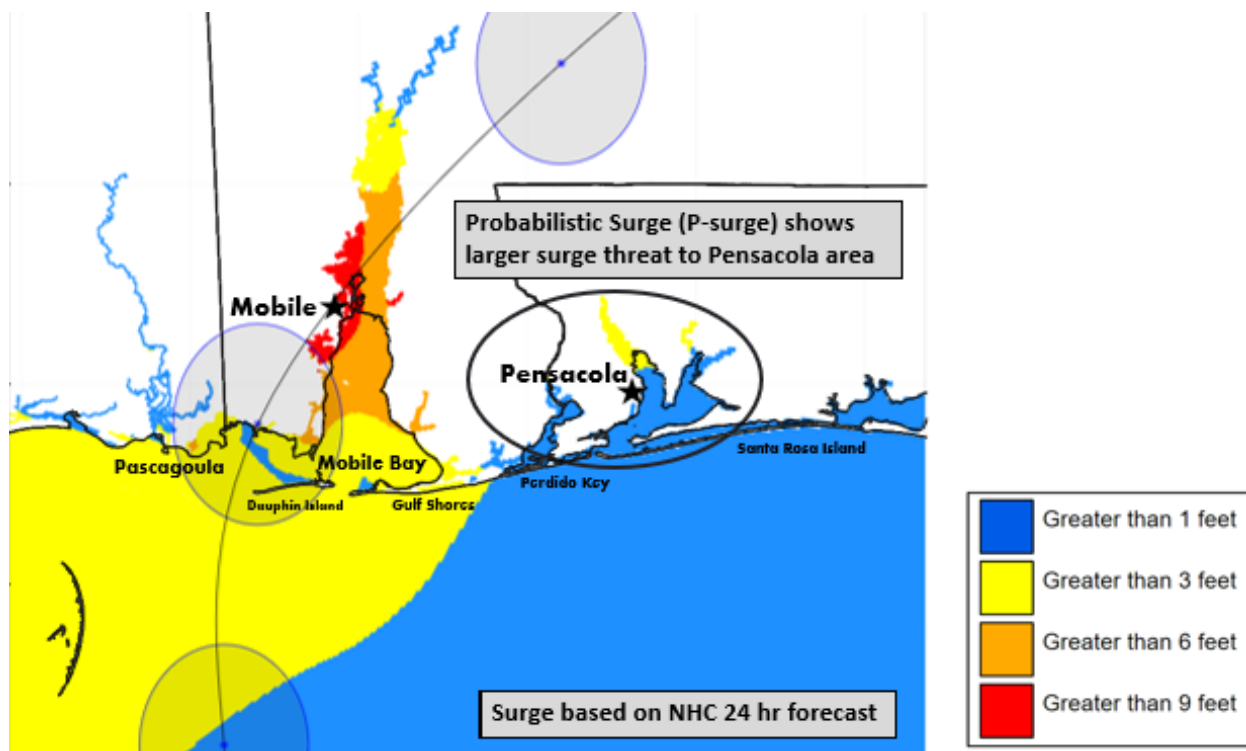 Probabilistic Surge (P-surge) shows
larger surge threat to Pensacola area
Mobile
Pensacola
Santa Rosa Island
Pascagoula
Mobile Bay
Perdido Key
Dauphin Island
Gulf Shores
Surge based on NHC 24 hr forecast
Greater than 1 feet
Greater than 3 feet
Greater than 6 feet
Greater than 9 feet